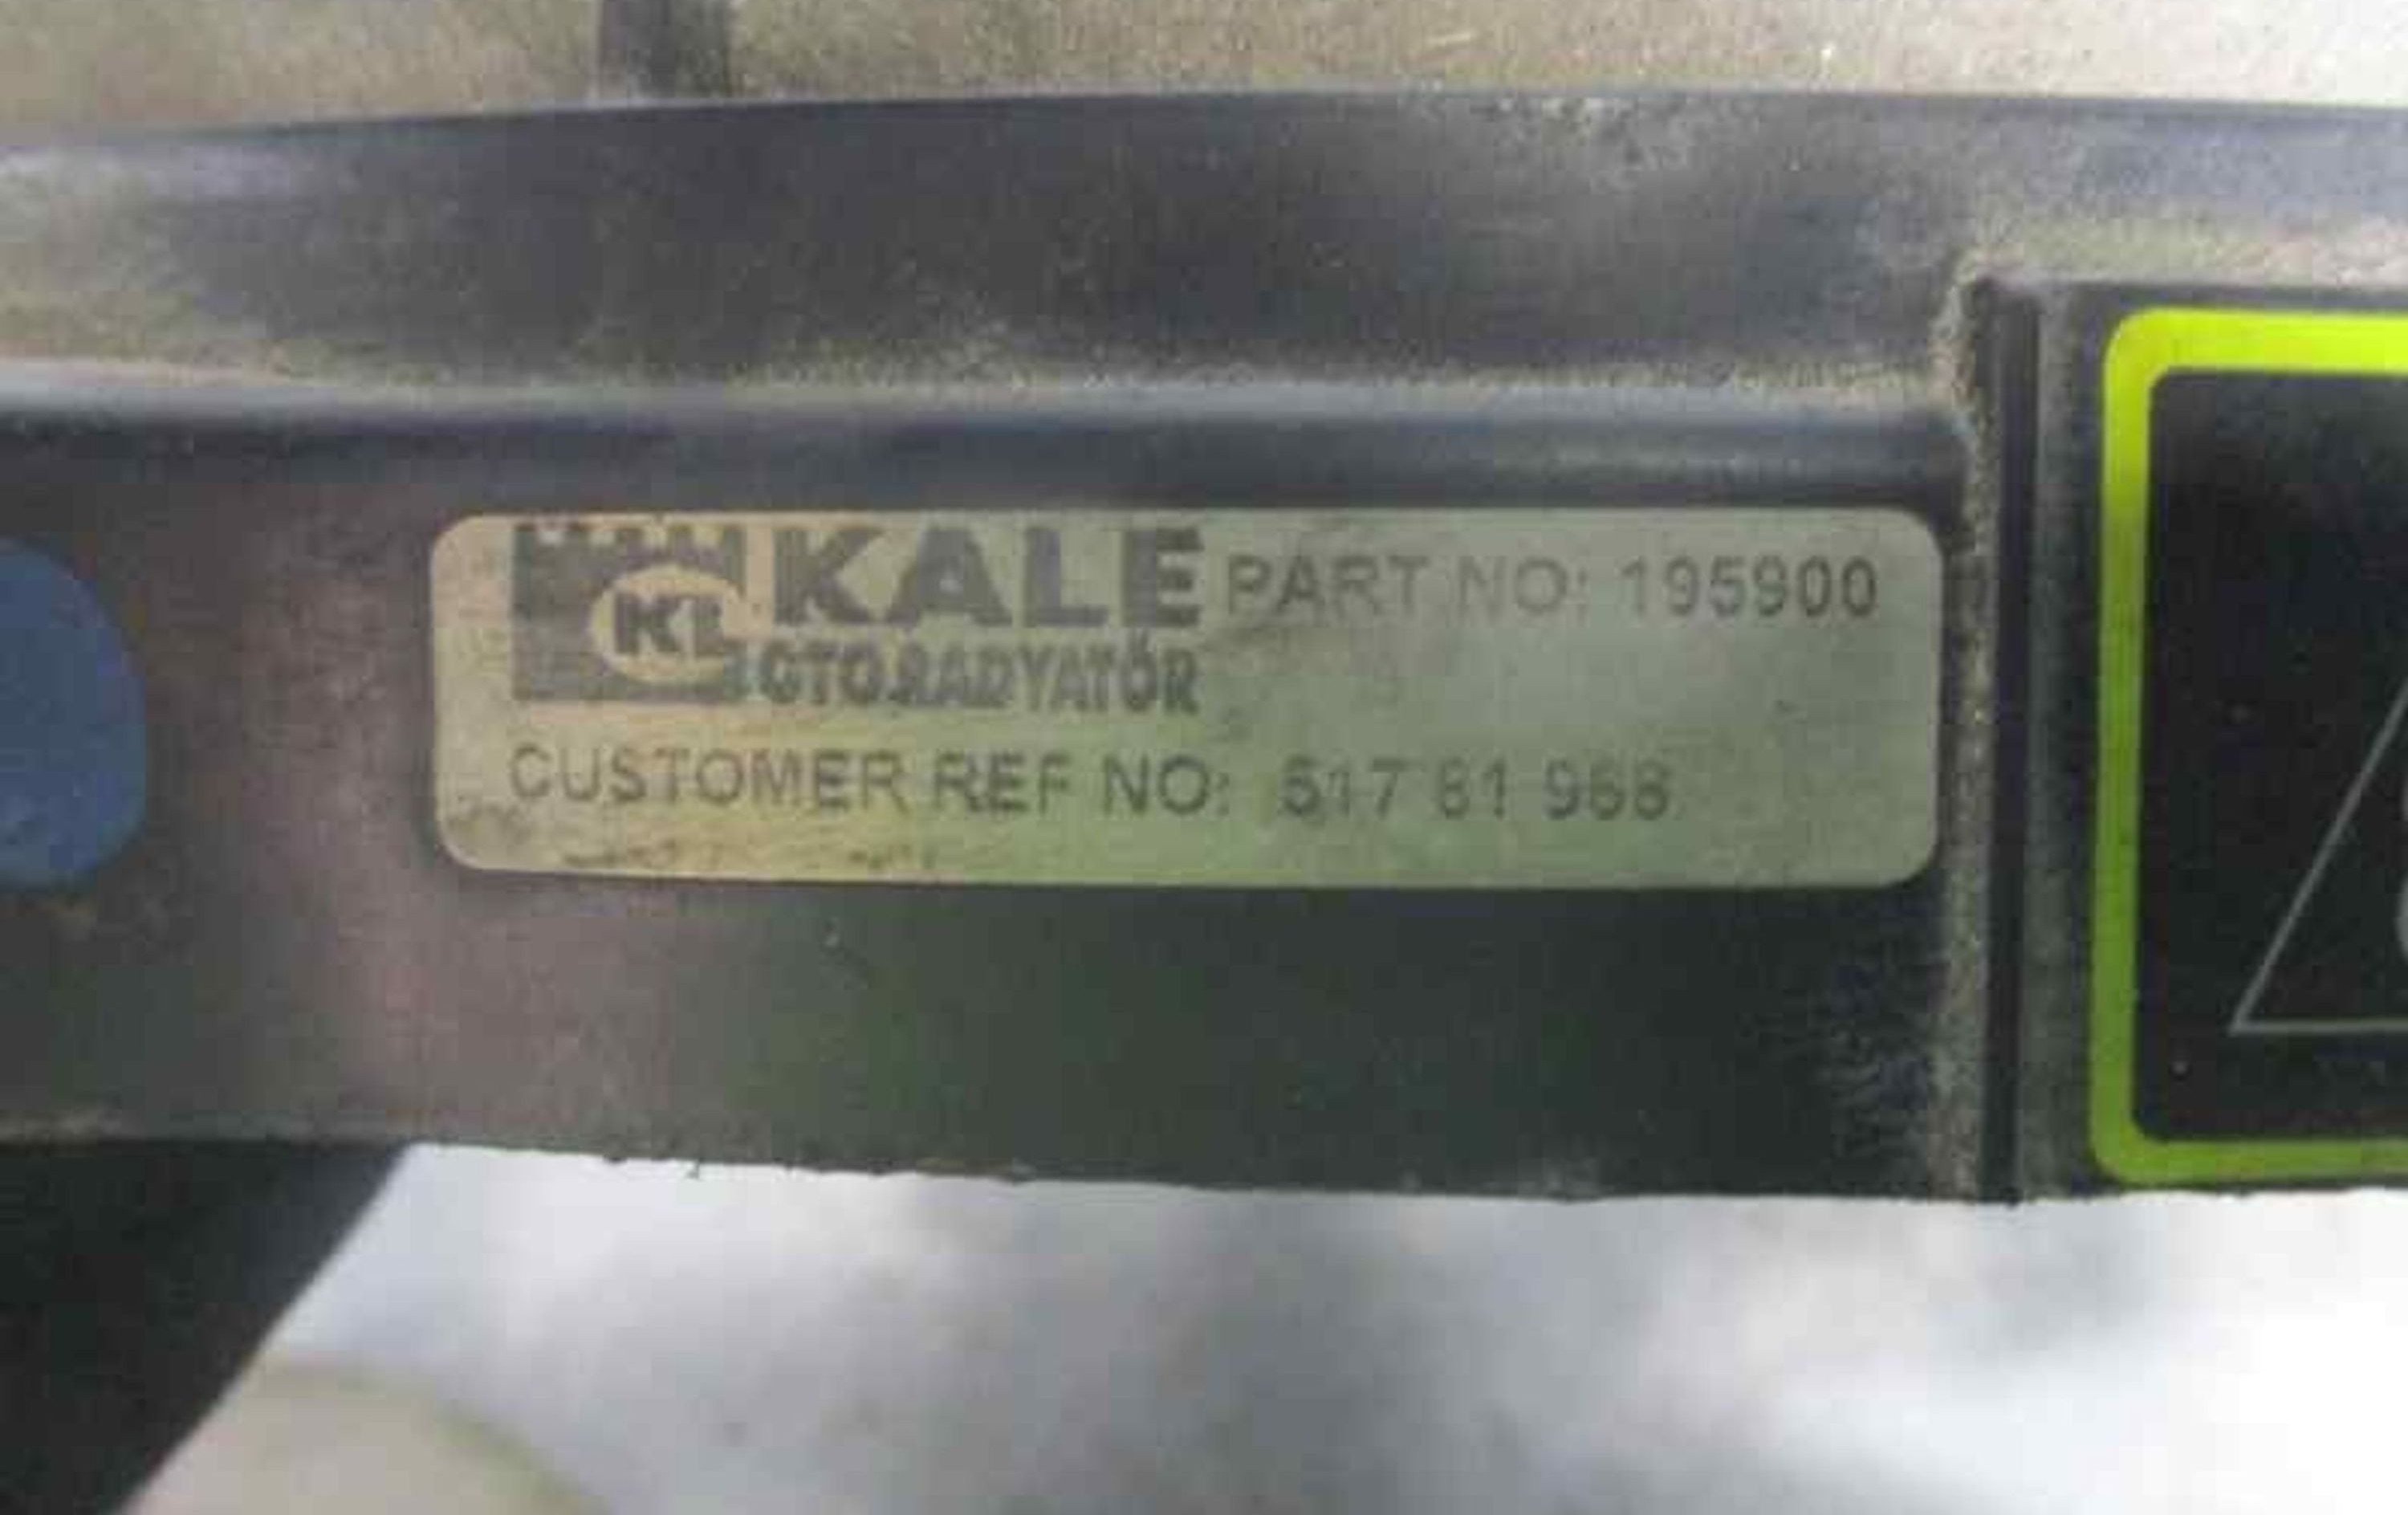 KALE PART NO: 195900
KL
OTO RADYATÖR
CUSTOMER REF NO: 517 81 968